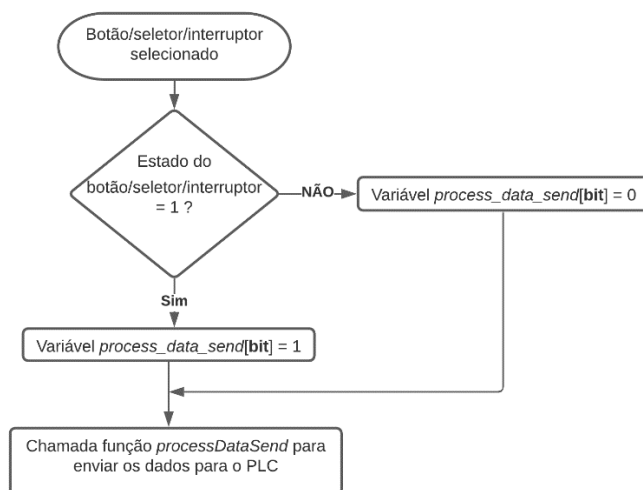 Botão/seletor/interruptor
selecionado
Estado do
botão/seletor/interruptor
= 1 ?
NÃO
Variável process_data_send[bit] = 0
Sim
Variável process_data_send[bit] = 1
Chamada função processDataSend para
enviar os dados para o PLC